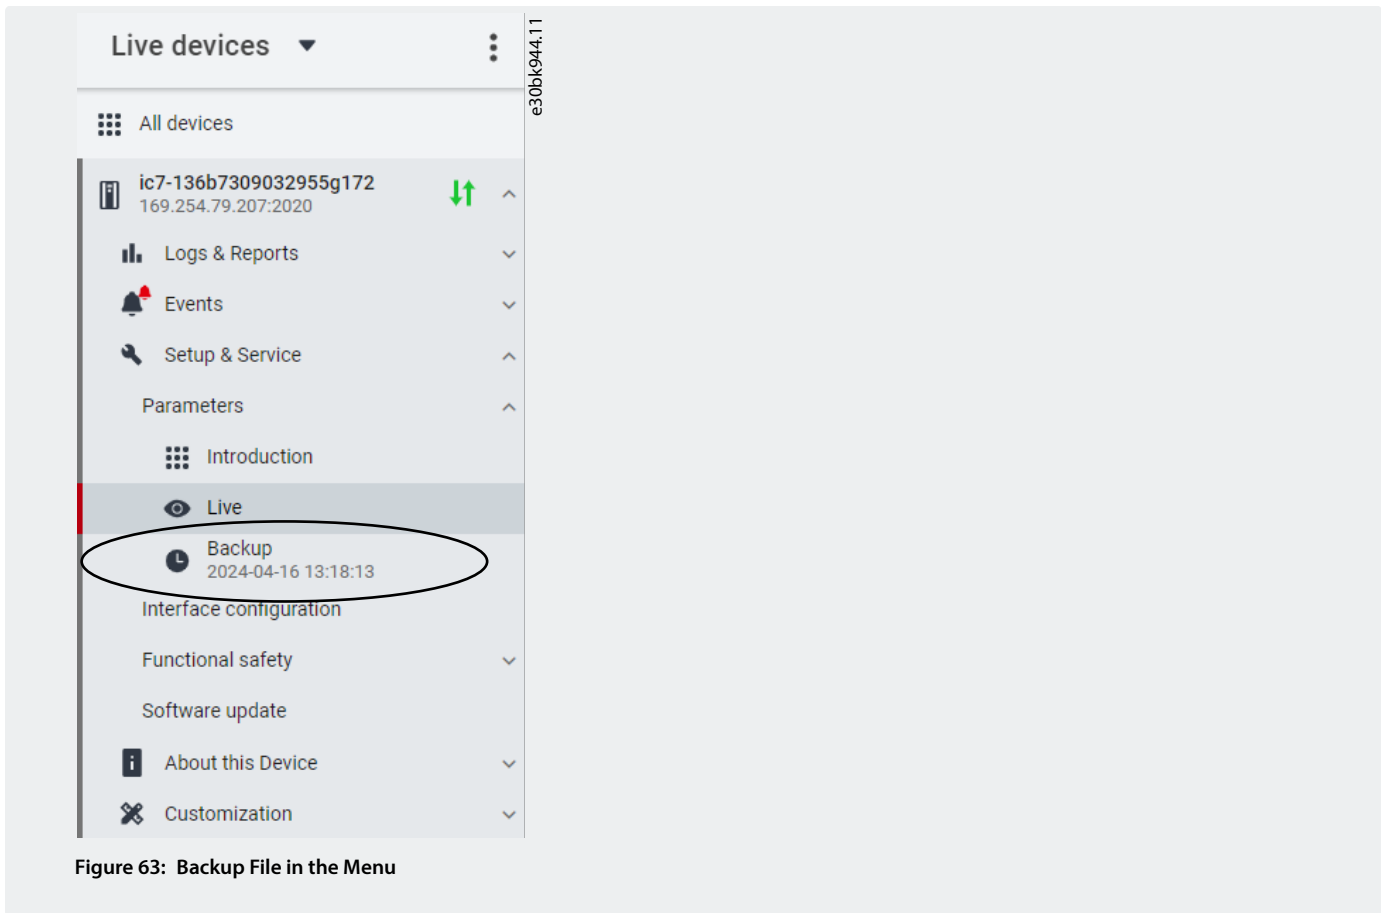 Live devices
e30bk944.11
All devices
ic7-136b7309032955g172
169.254.79.207:2020
Logs & Reports
Events
Setup & Service
Parameters
Introduction
Live
Backup
2024-04-16 13:18:13
Interface configuration
Functional safety
Software update
About this Device
Customization
Figure 63: Backup File in the Menu